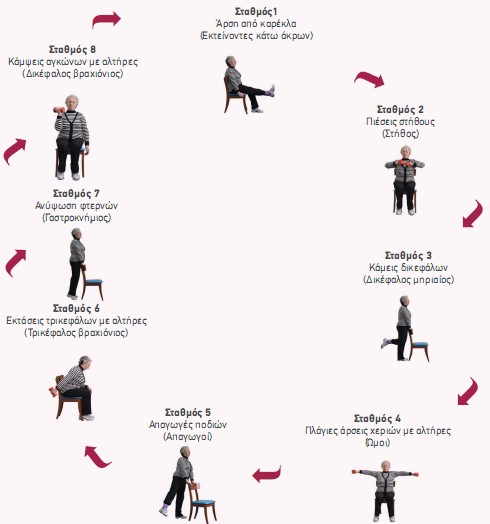 Σταθμός1
Άρση από καρέκλα
(Εκτείνοντες κάτω άκρων)
Σταθμός 2
Πιέσεις στήθους
(Στήθος)
Σταθμός 3
Κάμεις δικεφάλων
(Δικέφαλος μηριαίος)
Σταθμός 4
Πλάγιες άρσεις χεριών με αλτήρες
(Ώμοι)
Σταθμός 5
Απαγωγές ποδιών
(Απαγωγοί)
Σταθμός 6
Εκτάσεις τρικεφάλων με αλτήρες
(Τρικέφαλος βραχιόνιος)
Σταθμός 7
Ανύψωση φτερνών
(Γαστροκνήμιος)
Σταθμός 8
Κάμψεις αγκώνων με αλτήρες
(Δικέφαλος βραχιόνιος)